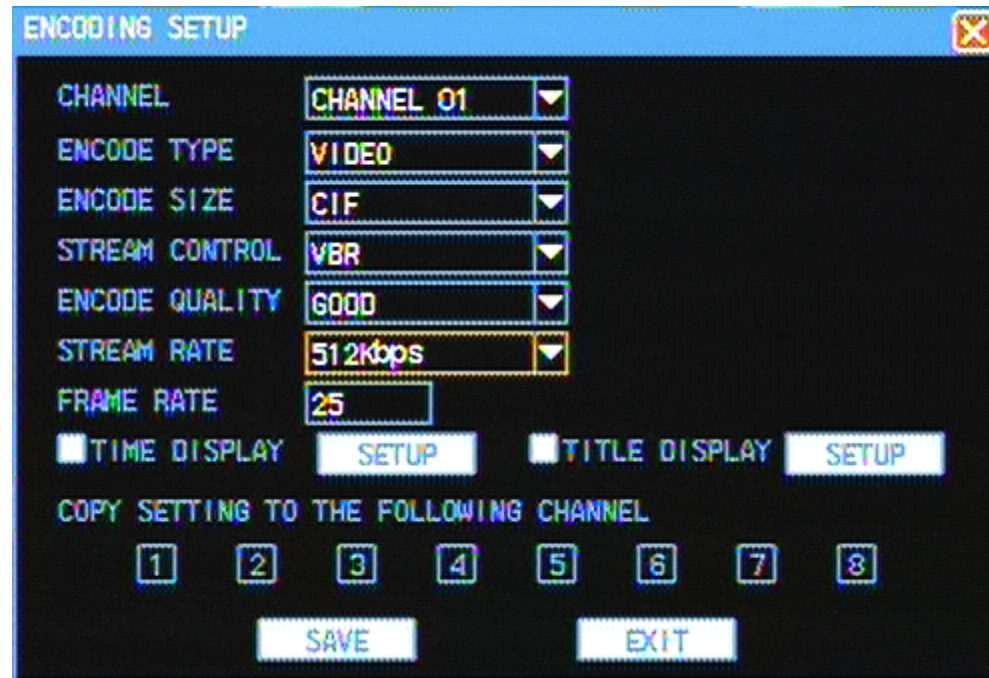 ENCODING SETUP
CHANNEL CHANNEL 01
ENCODE TYPE VIDEO
ENCODE SIZE CIF
STREAM CONTROL VBR
ENCODE QUALITY GOOD
STREAM RATE 512Kbps
FRAME RATE 25
TIME DISPLAY SETUP TITLE DISPLAY SETUP
COPY SETTING TO THE FOLLOWING CHANNEL
1 2 3 4 5 6 7 8
SAVE EXIT